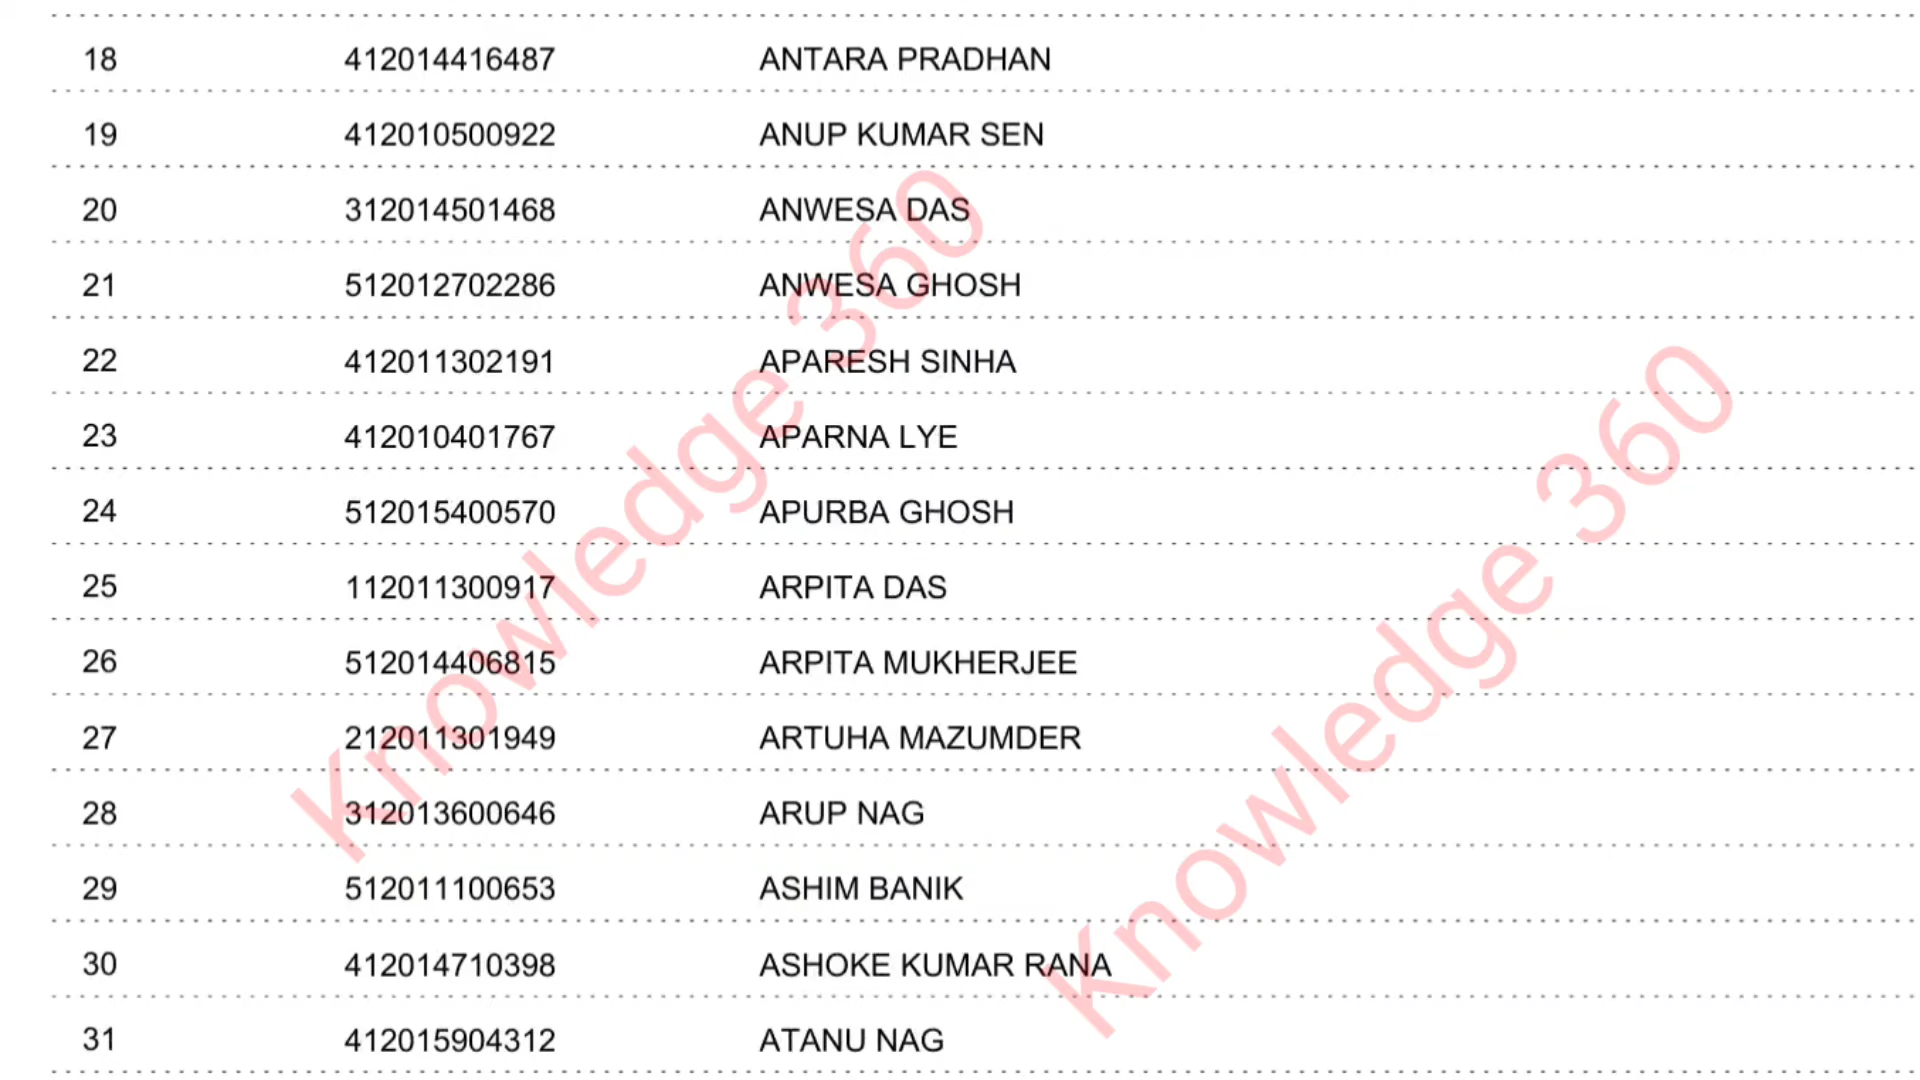 18 412014416487 ANTARA PRADHAN
19 412010500922 ANUP KUMAR SEN
20 312014501468 ANWESA DAS
21 512012702286 ANWESA GHOSH
22 412011302191 APARESH SINHA
23 412010401767 APARNA LYE
24 512015400570 APURBA GHOSH
25 112011300917 ARPITA DAS
26 512014406815 ARPITA MUKHERJEE
27 212011301949 ARTUHA MAZUMDER
28 312013600646 ARUP NAG
29 512011100653 ASHIM BANIK
30 412014710398 ASHOKE KUMAR RANA
31 412015904312 ATANU NAG
Knowledge 360
Knowledge 360